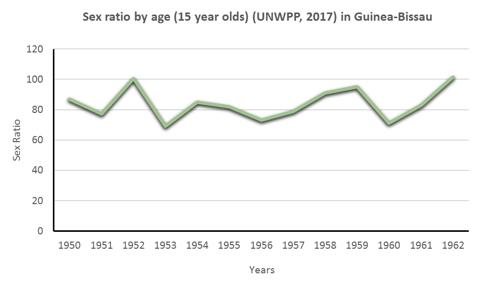 Sex ratio by age (15 year olds) (UNWPP, 2017) in Guinea-Bissau
120
100
80
60
40
20
0
Sex Ratio
1950 1951 1952 1953 1954 1955 1956 1957 1958 1959 1960 1961 1962
Years